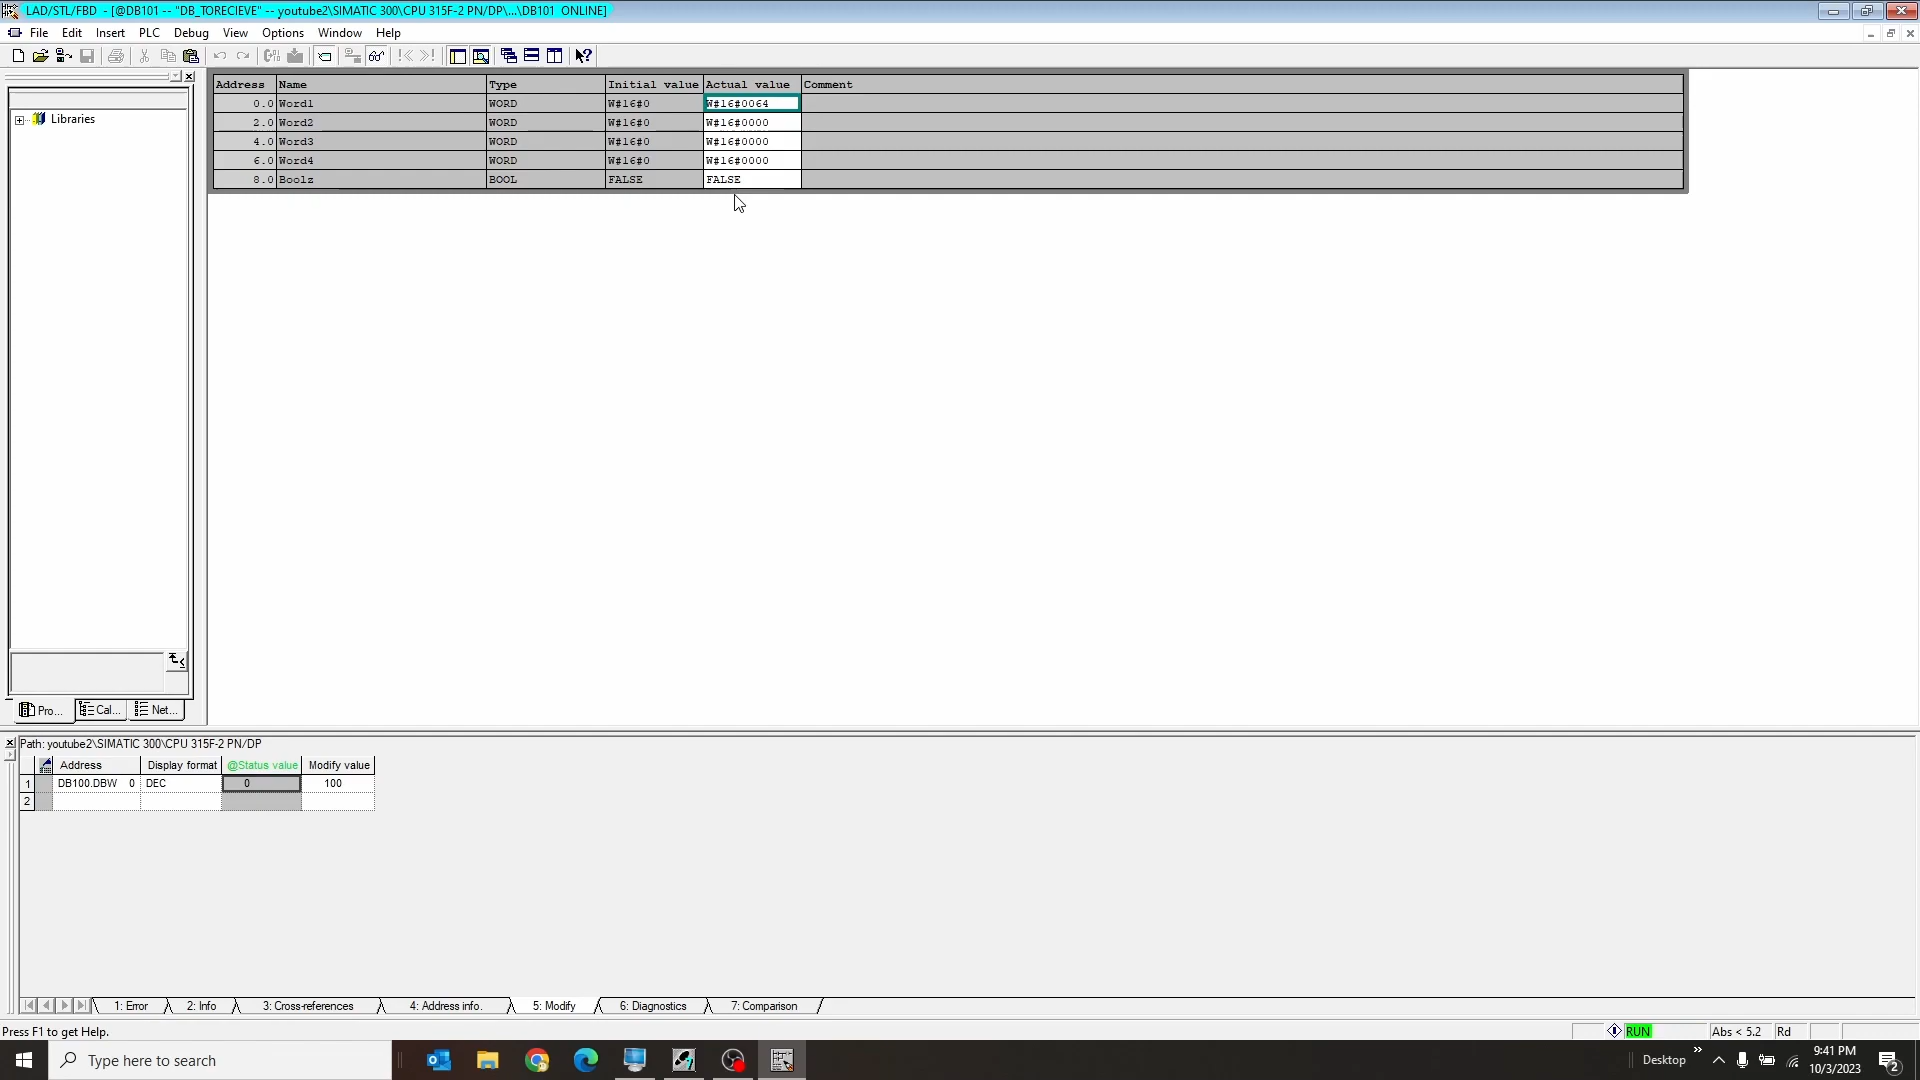 LAD/STL/FBD - [@DB101 -- "DB_TORECIEVE" -- youtube2\SIMATIC 300\CPU 315F-2 PN/DP\...\DB101 ONLINE]
File Edit Insert PLC Debug View Options Window Help
Address Name Type Initial value Actual value Comment
0.0 Word1 WORD W#16#0 W#16#0064
2.0 Word2 WORD W#16#0 W#16#0000
4.0 Word3 WORD W#16#0 W#16#0000
6.0 Word4 WORD W#16#0 W#16#0000
8.0 Boolz BOOL FALSE FALSE
Libraries
Pro... Cal... Net...
Path: youtube2\SIMATIC 300\CPU 315F-2 PN/DP
Address Display format @Status value Modify value
1 DB100.DBW 0 DEC 0 100
2
1: Error 2: Info 3: Cross-references 4: Address info. 5: Modify 6: Diagnostics 7: Comparison
Press F1 to get Help. RUN Abs < 5.2 Rd
Type here to search Desktop 9:41 PM
10/3/2023 2